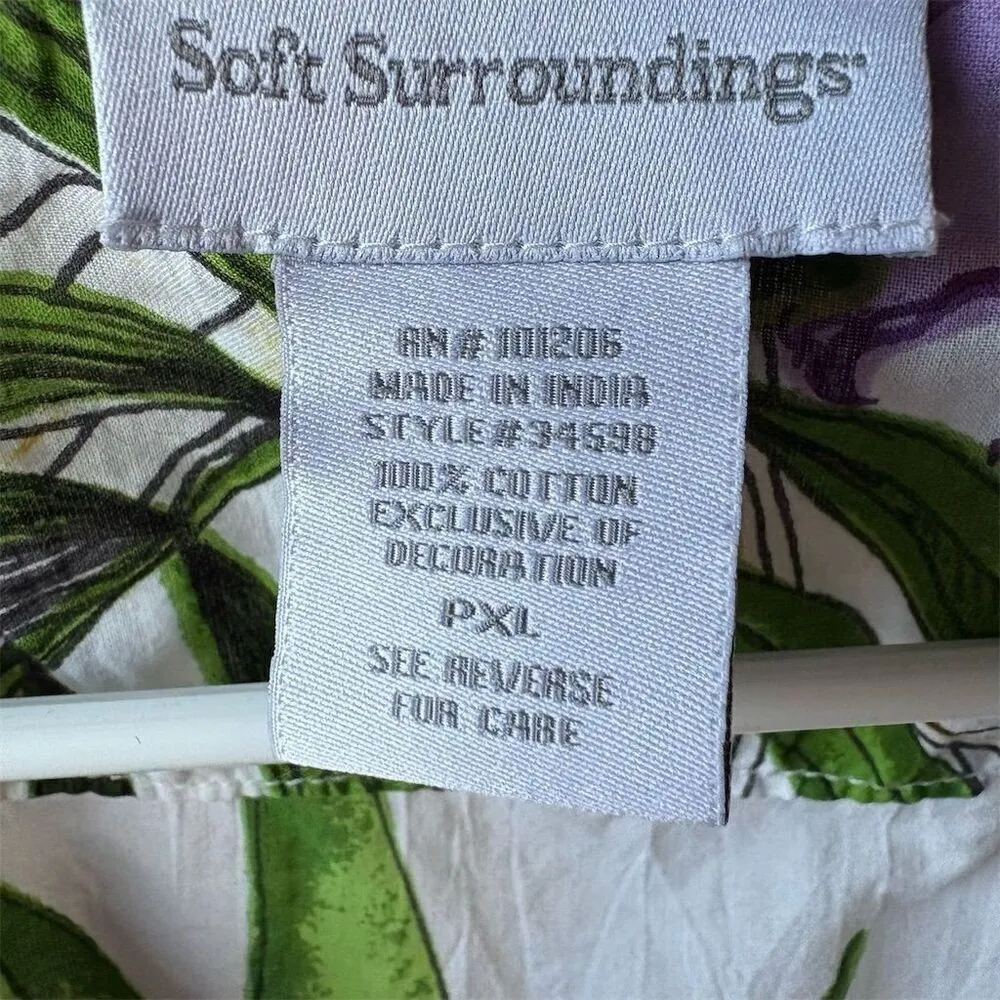 Soft Surroundings
RN # 101206
MADE IN INDIA
STYLE # 34598
100% COTTON
EXCLUSIVE OF
DECORATION
PXL
SEE REVERSE
FOR CARE